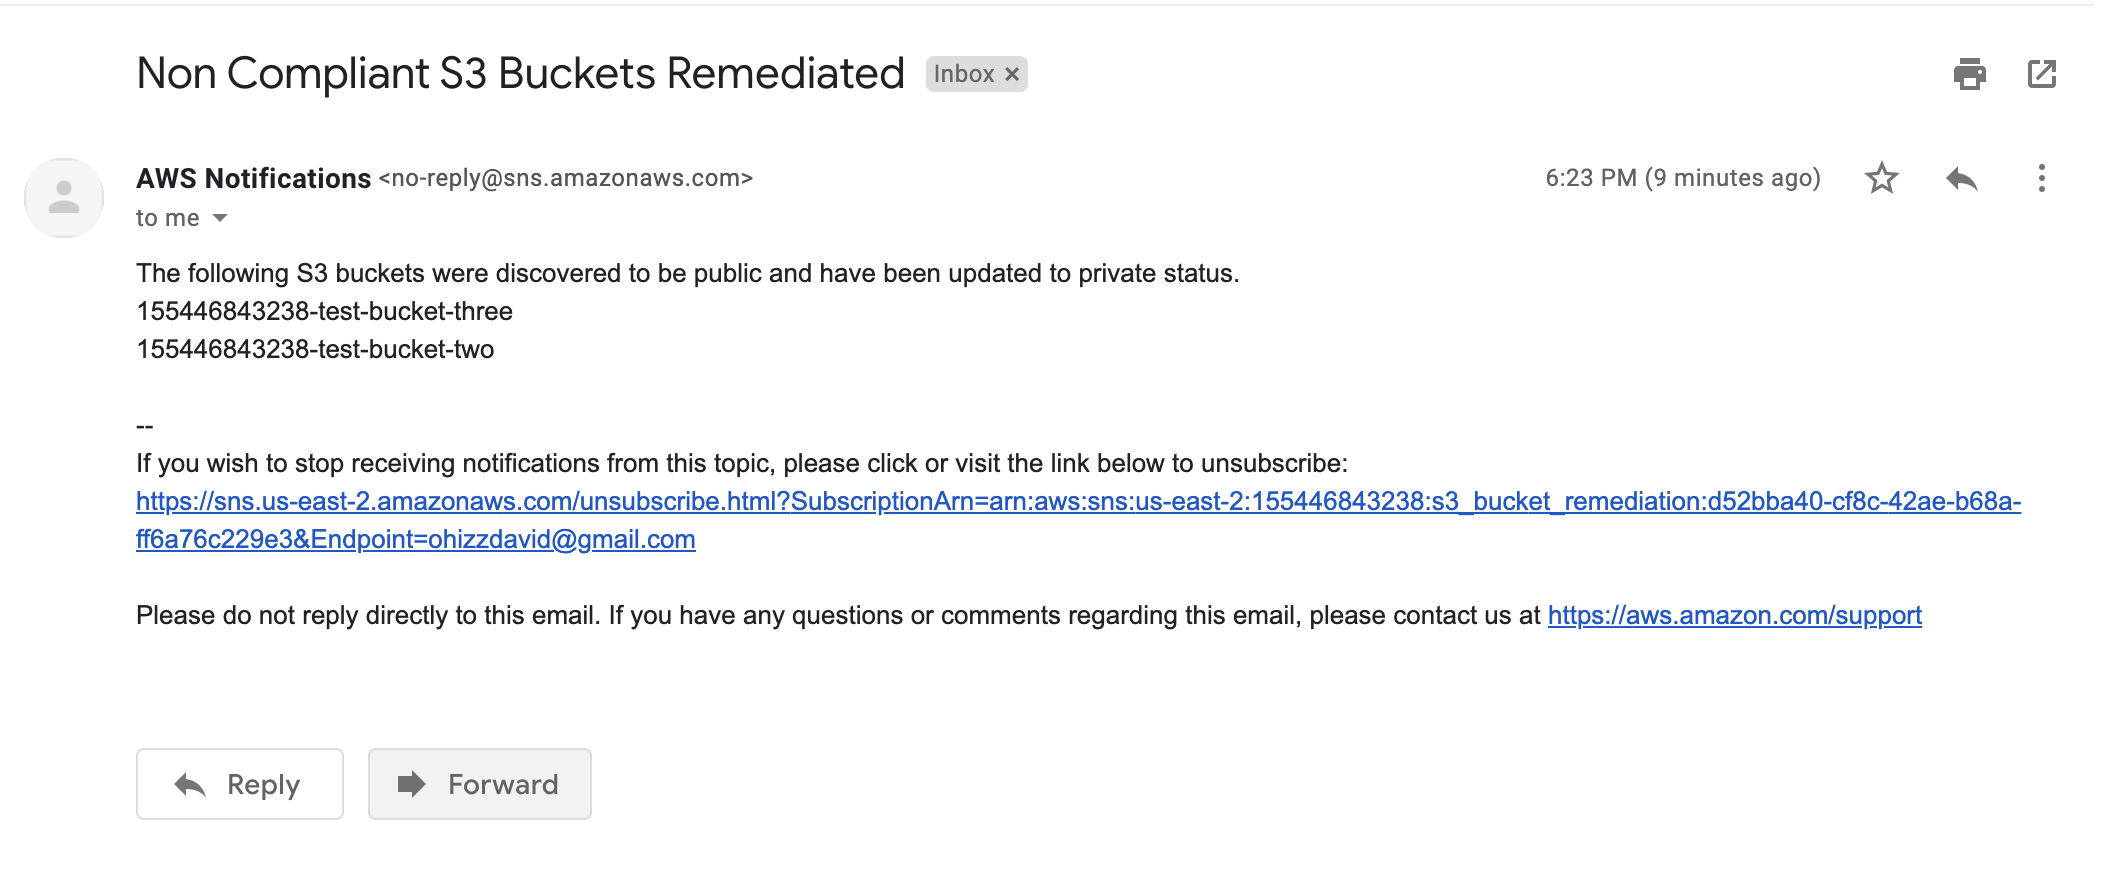 Non Compliant S3 Buckets Remediated Inbox ×
AWS Notifications <no-reply@sns.amazonaws.com> 6:23 PM (9 minutes ago)
to me
The following S3 buckets were discovered to be public and have been updated to private status.
155446843238-test-bucket-three
155446843238-test-bucket-two
--
If you wish to stop receiving notifications from this topic, please click or visit the link below to unsubscribe:
https://sns.us-east-2.amazonaws.com/unsubscribe.html?SubscriptionArn=arn:aws:sns:us-east-2:155446843238:s3_bucket_remediation:d52bba40-cf8c-42ae-b68a-
ff6a76c229e3&Endpoint=ohizzdavid@gmail.com
Please do not reply directly to this email. If you have any questions or comments regarding this email, please contact us at https://aws.amazon.com/support
Reply Forward